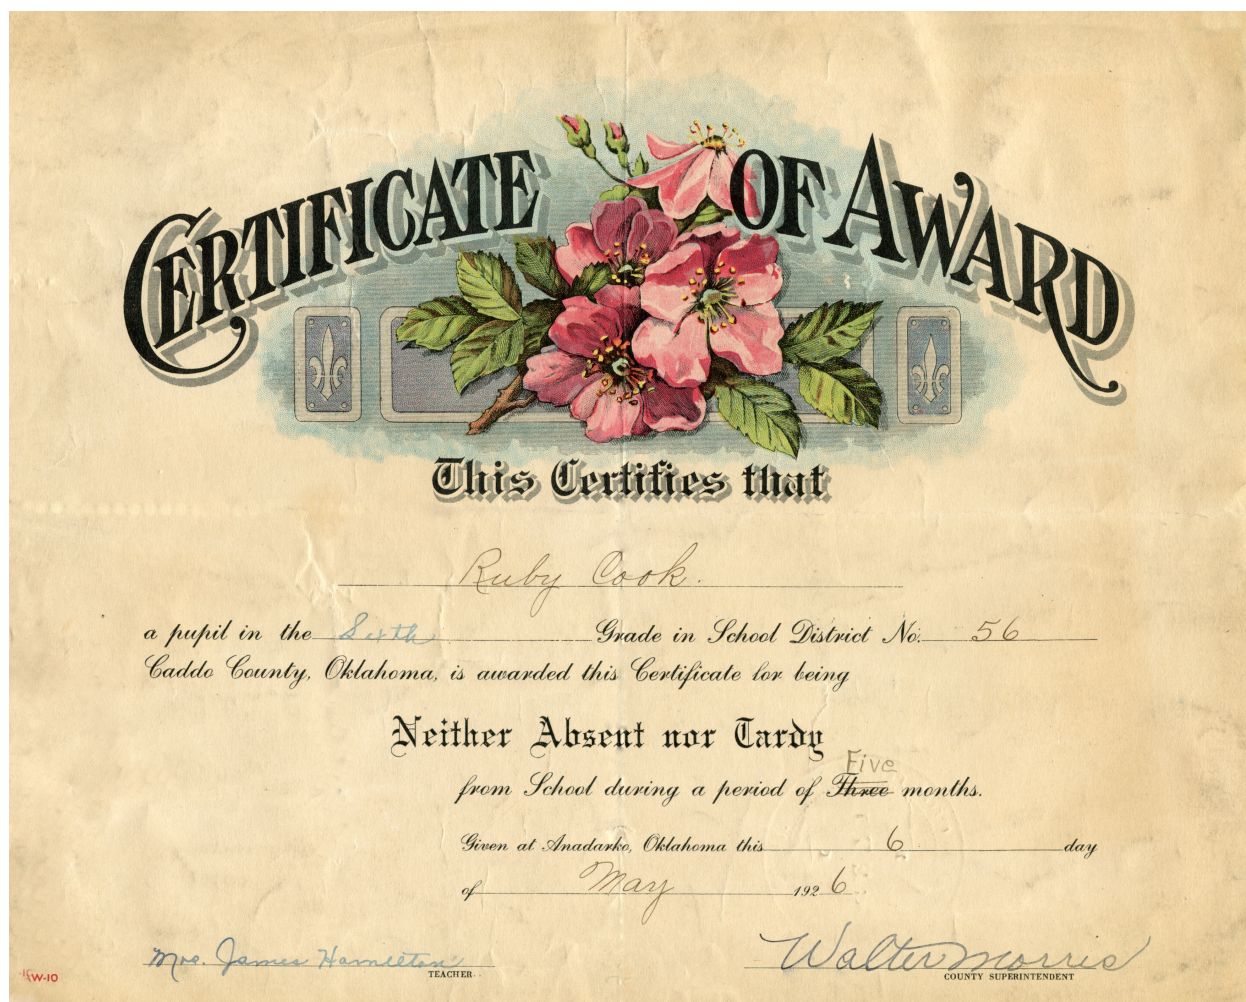 CERTIFICATE OF AWARD
This Certifies that
Ruby Cook.
a pupil in the Sixth Grade in School District No. 56
Caddo County, Oklahoma, is awarded this Certificate for being
Neither Absent nor Tardy
Five
from School during a period of Three months.
Given at Anadarko, Oklahoma this 6 day
of May 1926
Mrs. James Hamilton Walter Morris
TEACHER COUNTY SUPERINTENDENT
W-10